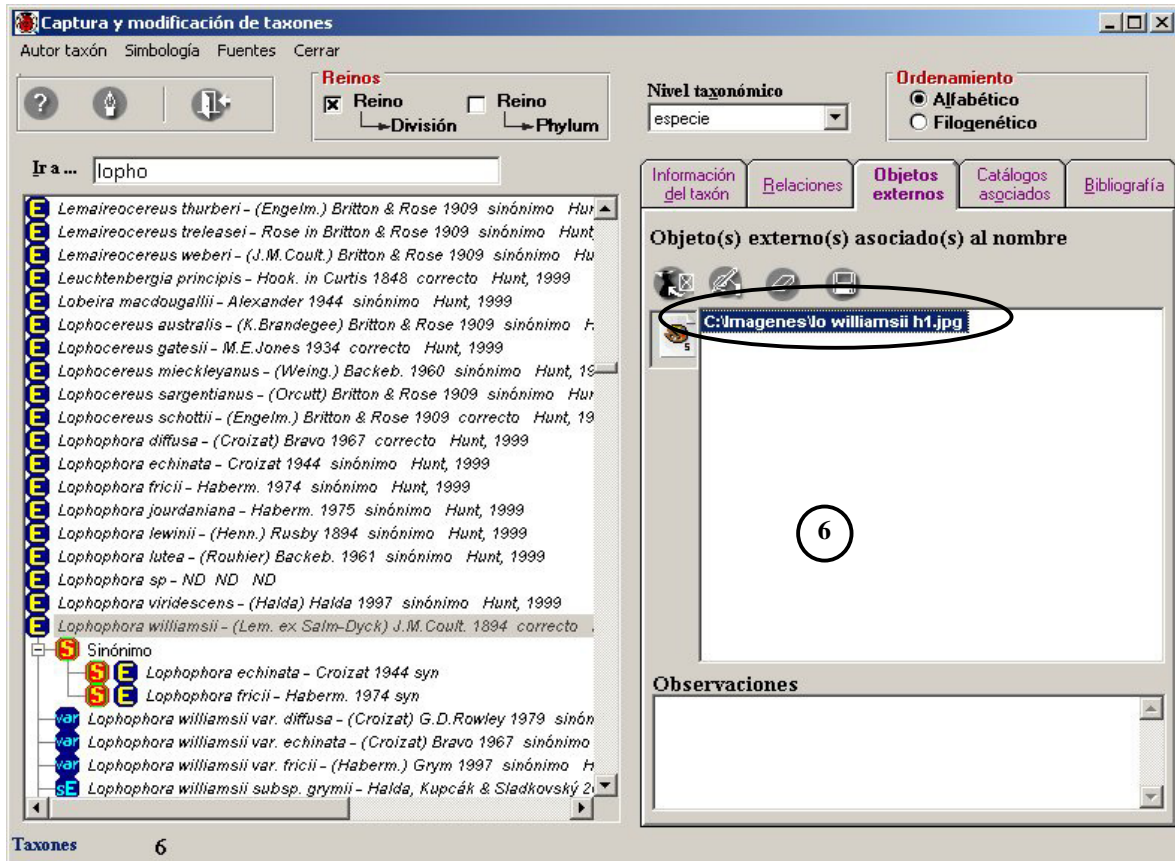 Captura y modificación de taxones
Autor taxón Simbología Fuentes Cerrar
Reinos
Reino
División
Reino
Phylum
Nivel taxonómico
especie
Ordenamiento
Alfabético
Filogenético
Ir a ... lopho
Información del taxón
Relaciones
Objetos externos
Catálogos asociados
Bibliografía
E Lemaireocereus thurberi - (Engelm.) Britton & Rose 1909 sinónimo Hun
E Lemaireocereus treleasei - Rose in Britton & Rose 1909 sinónimo Hunt
E Lemaireocereus weberi - (J.M.Coult.) Britton & Rose 1909 sinónimo Hu
E Leuchtenbergia principis - Hook. in Curtis 1848 correcto Hunt, 1999
E Lobeira macdougallii - Alexander 1944 sinónimo Hunt, 1999
E Lophocereus australis - (K.Brandegee) Britton & Rose 1909 sinónimo H
E Lophocereus gatesii - M.E.Jones 1934 correcto Hunt, 1999
E Lophocereus mieckleyanus - (Weing.) Backeb. 1960 sinónimo Hunt, 19
E Lophocereus sargentianus - (Orcutt) Britton & Rose 1909 sinónimo Hun
E Lophocereus schottii - (Engelm.) Britton & Rose 1909 correcto Hunt, 19
E Lophophora diffusa - (Croizat) Bravo 1967 correcto Hunt, 1999
E Lophophora echinata - Croizat 1944 sinónimo Hunt, 1999
E Lophophora fricii - Haberm. 1974 sinónimo Hunt, 1999
E Lophophora jourdaniana - Haberm. 1975 sinónimo Hunt, 1999
E Lophophora lewinii - (Henn.) Rusby 1894 sinónimo Hunt, 1999
E Lophophora lutea - (Rouhier) Backeb. 1961 sinónimo Hunt, 1999
E Lophophora sp - ND ND ND
E Lophophora viridescens - (Halda) Halda 1997 sinónimo Hunt, 1999
E Lophophora williamsii - (Lem. ex Salm-Dyck) J.M.Coult. 1894 correcto
S Sinónimo
S E Lophophora echinata - Croizat 1944 syn
S E Lophophora fricii - Haberm. 1974 syn
var Lophophora williamsii var. diffusa - (Croizat) G.D.Rowley 1979 sinón
var Lophophora williamsii var. echinata - (Croizat) Bravo 1967 sinónimo
var Lophophora williamsii var. fricii - (Haberm.) Grym 1997 sinónimo H
sE Lophophora williamsii subsp. grymii - Halda, Kupcák & Sladkovský 2
Objeto(s) externo(s) asociado(s) al nombre
C:\Imagenes\lo williamsii h1.jpg
5
6
Observaciones
Taxones 6